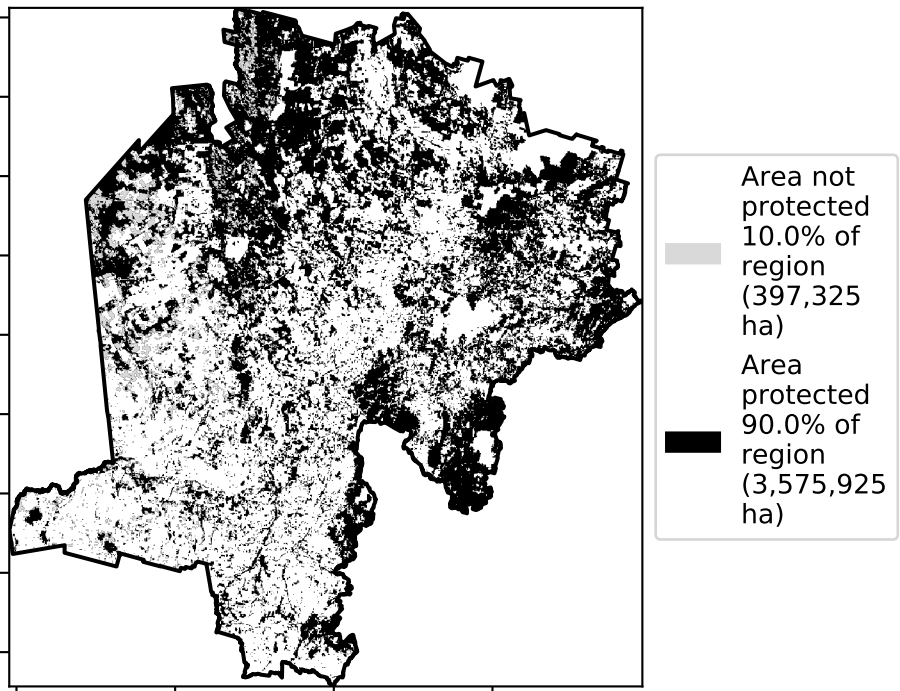 Area not
protected
10.0% of
region
(397,325
ha)
Area
protected
90.0% of
region
(3,575,925
ha)